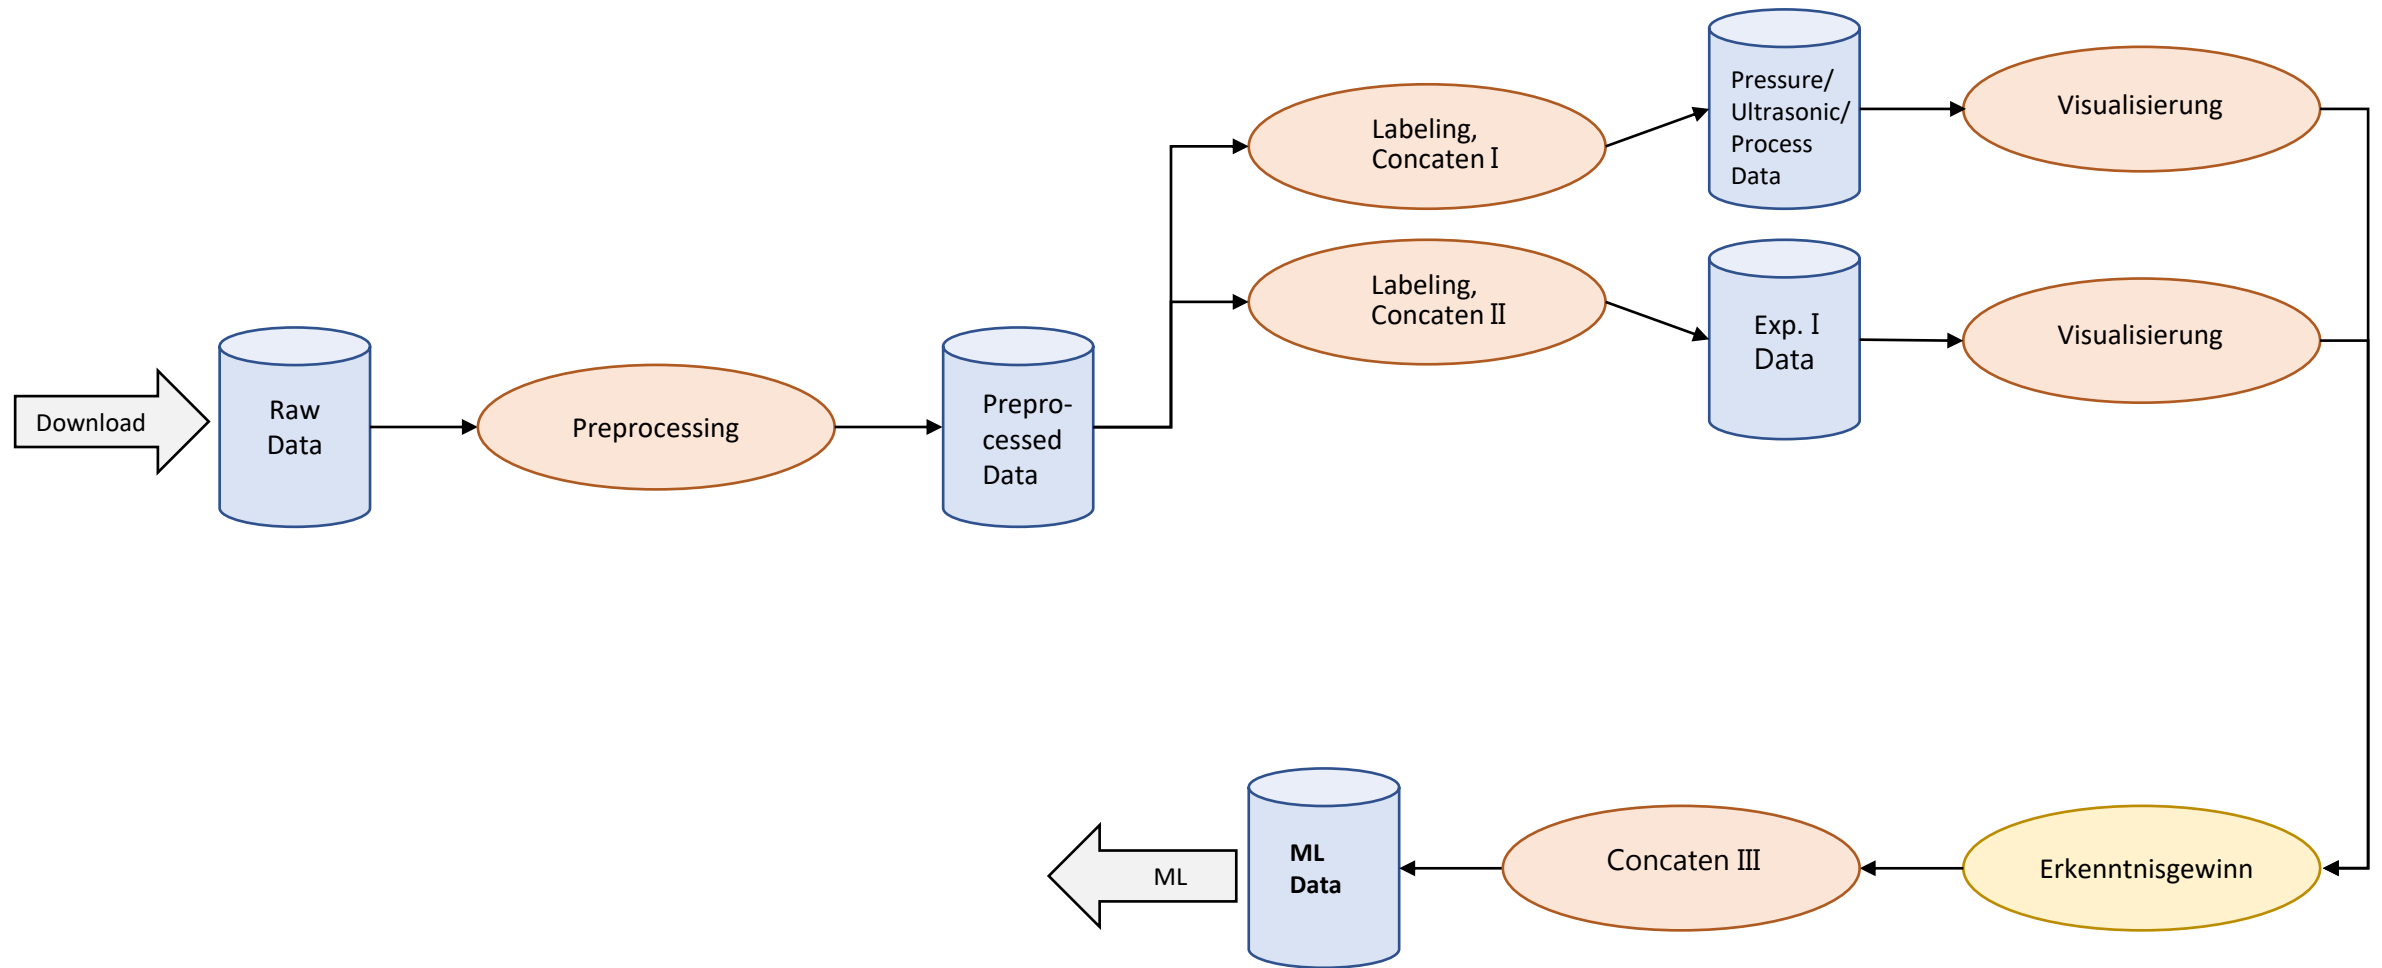 Download
Raw
Data
Preprocessing
Prepro-
cessed
Data
Labeling,
Concaten Ⅰ
Labeling,
Concaten Ⅱ
Pressure/
Ultrasonic/
Process
Data
Exp. Ⅰ
Data
Visualisierung
Visualisierung
Erkenntnisgewinn
Concaten Ⅲ
ML
Data
ML